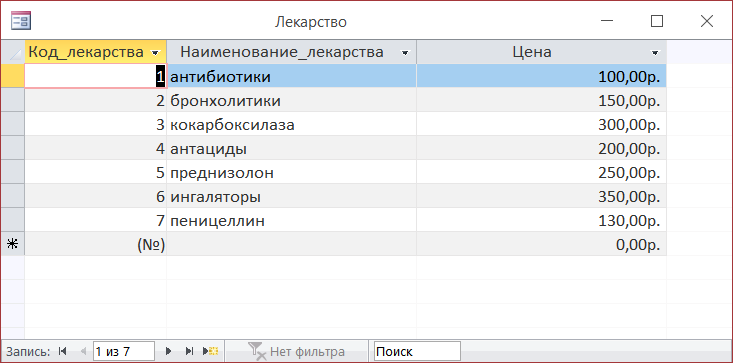 Лекарство
Код_лекарства Наименование_лекарства Цена
1 антибиотики 100,00р.
2 бронхолитики 150,00р.
3 кокарбоксилаза 300,00р.
4 антациды 200,00р.
5 преднизолон 250,00р.
6 ингаляторы 350,00р.
7 пеницеллин 130,00р.
(№) 0,00р.
Запись: 1 из 7 Нет фильтра Поиск